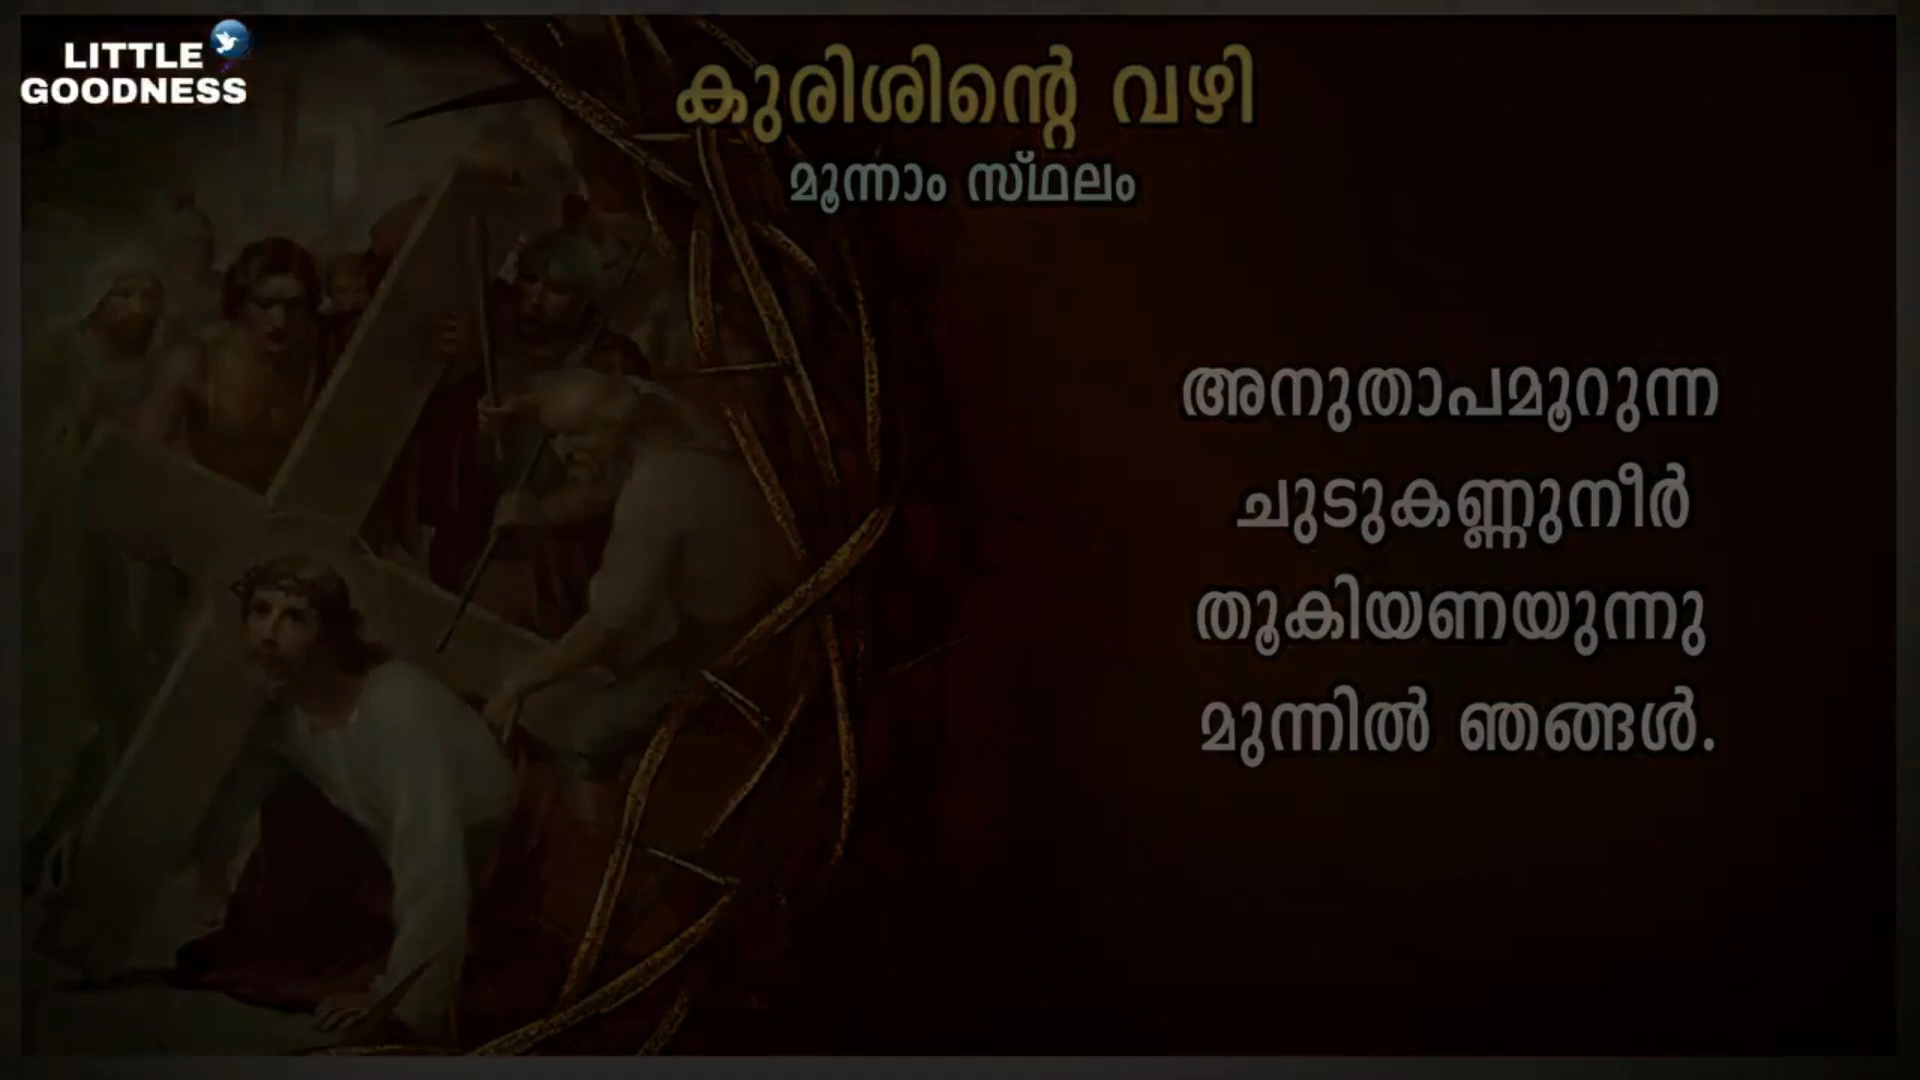 LITTLE
GOODNESS
കുരിശിന്റെ വഴി
മൂന്നാം സ്ഥലം
അനുതാപമൂറുന്ന
ചുടുകണ്ണുനീർ
തൂകിയണയുന്നു
മുന്നിൽ ഞങ്ങൾ.